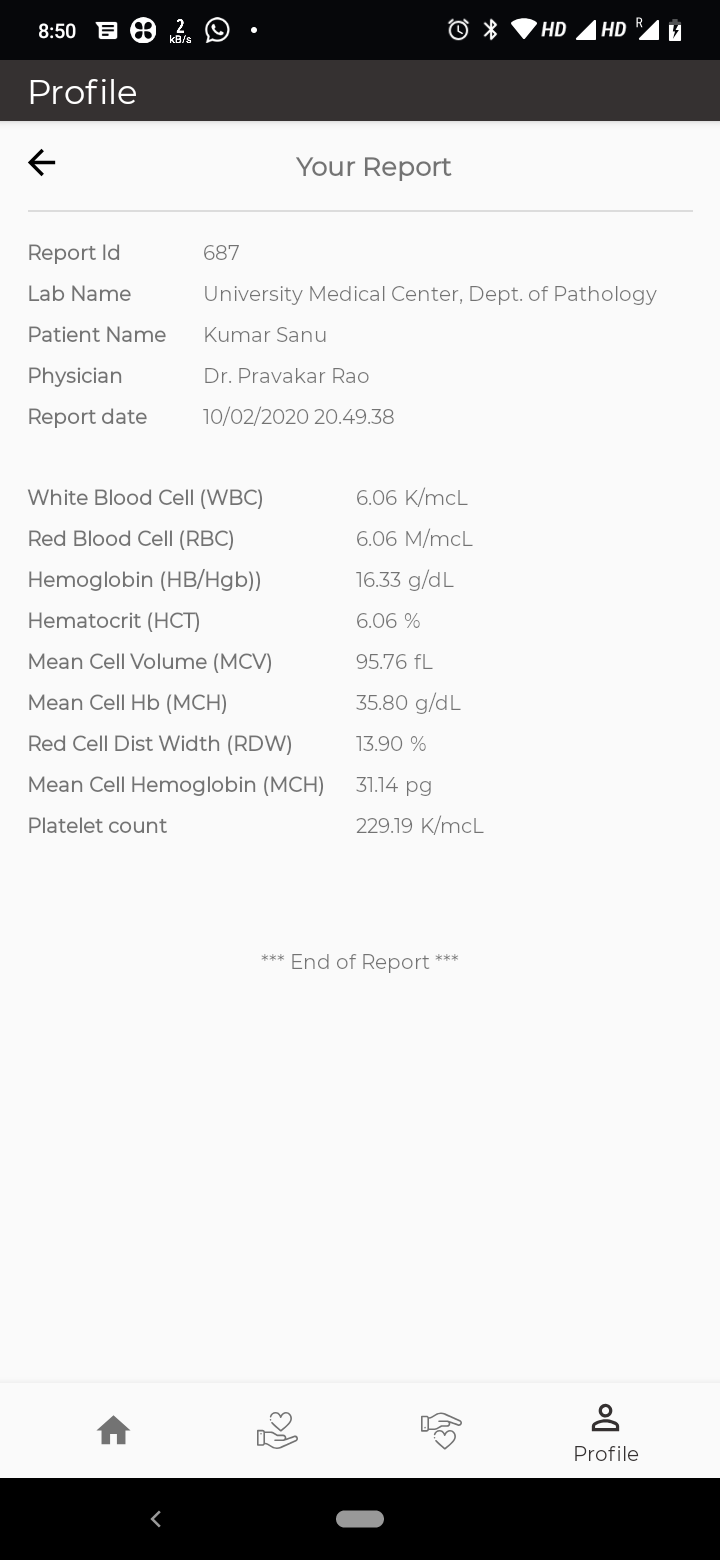 8:50 2 kB/s HD HD R
Profile
Your Report
Report Id 687
Lab Name University Medical Center, Dept. of Pathology
Patient Name Kumar Sanu
Physician Dr. Pravakar Rao
Report date 10/02/2020 20.49.38
White Blood Cell (WBC) 6.06 K/mcL
Red Blood Cell (RBC) 6.06 M/mcL
Hemoglobin (HB/Hgb)) 16.33 g/dL
Hematocrit (HCT) 6.06 %
Mean Cell Volume (MCV) 95.76 fL
Mean Cell Hb (MCH) 35.80 g/dL
Red Cell Dist Width (RDW) 13.90 %
Mean Cell Hemoglobin (MCH) 31.14 pg
Platelet count 229.19 K/mcL
*** End of Report ***
Profile